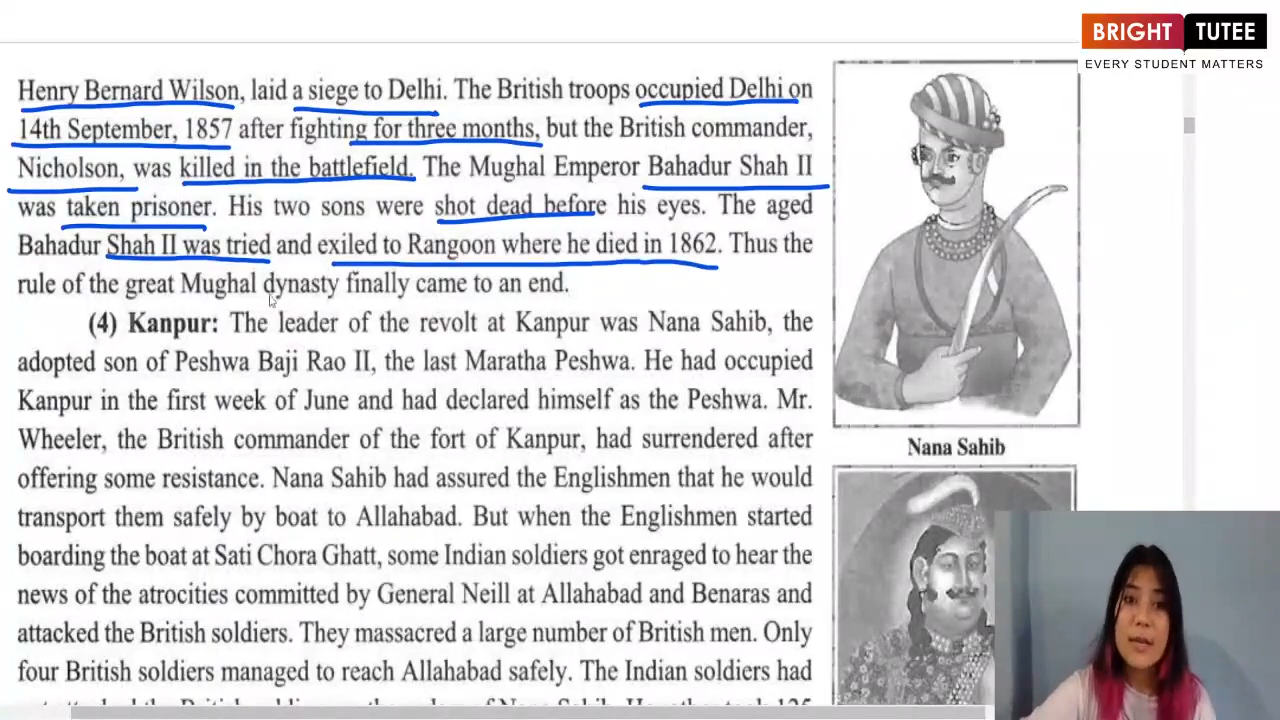 BRIGHT TUTEE
EVERY STUDENT MATTERS
Henry Bernard Wilson, laid a siege to Delhi. The British troops occupied Delhi on
14th September, 1857 after fighting for three months, but the British commander,
Nicholson, was killed in the battlefield. The Mughal Emperor Bahadur Shah II
was taken prisoner. His two sons were shot dead before his eyes. The aged
Bahadur Shah II was tried and exiled to Rangoon where he died in 1862. Thus the
rule of the great Mughal dynasty finally came to an end.
(4) Kanpur: The leader of the revolt at Kanpur was Nana Sahib, the
adopted son of Peshwa Baji Rao II, the last Maratha Peshwa. He had occupied
Kanpur in the first week of June and had declared himself as the Peshwa. Mr.
Wheeler, the British commander of the fort of Kanpur, had surrendered after
offering some resistance. Nana Sahib had assured the Englishmen that he would
transport them safely by boat to Allahabad. But when the Englishmen started
boarding the boat at Sati Chora Ghatt, some Indian soldiers got enraged to hear the
news of the atrocities committed by General Neill at Allahabad and Benaras and
attacked the British soldiers. They massacred a large number of British men. Only
four British soldiers managed to reach Allahabad safely. The Indian soldiers had
Nana Sahib